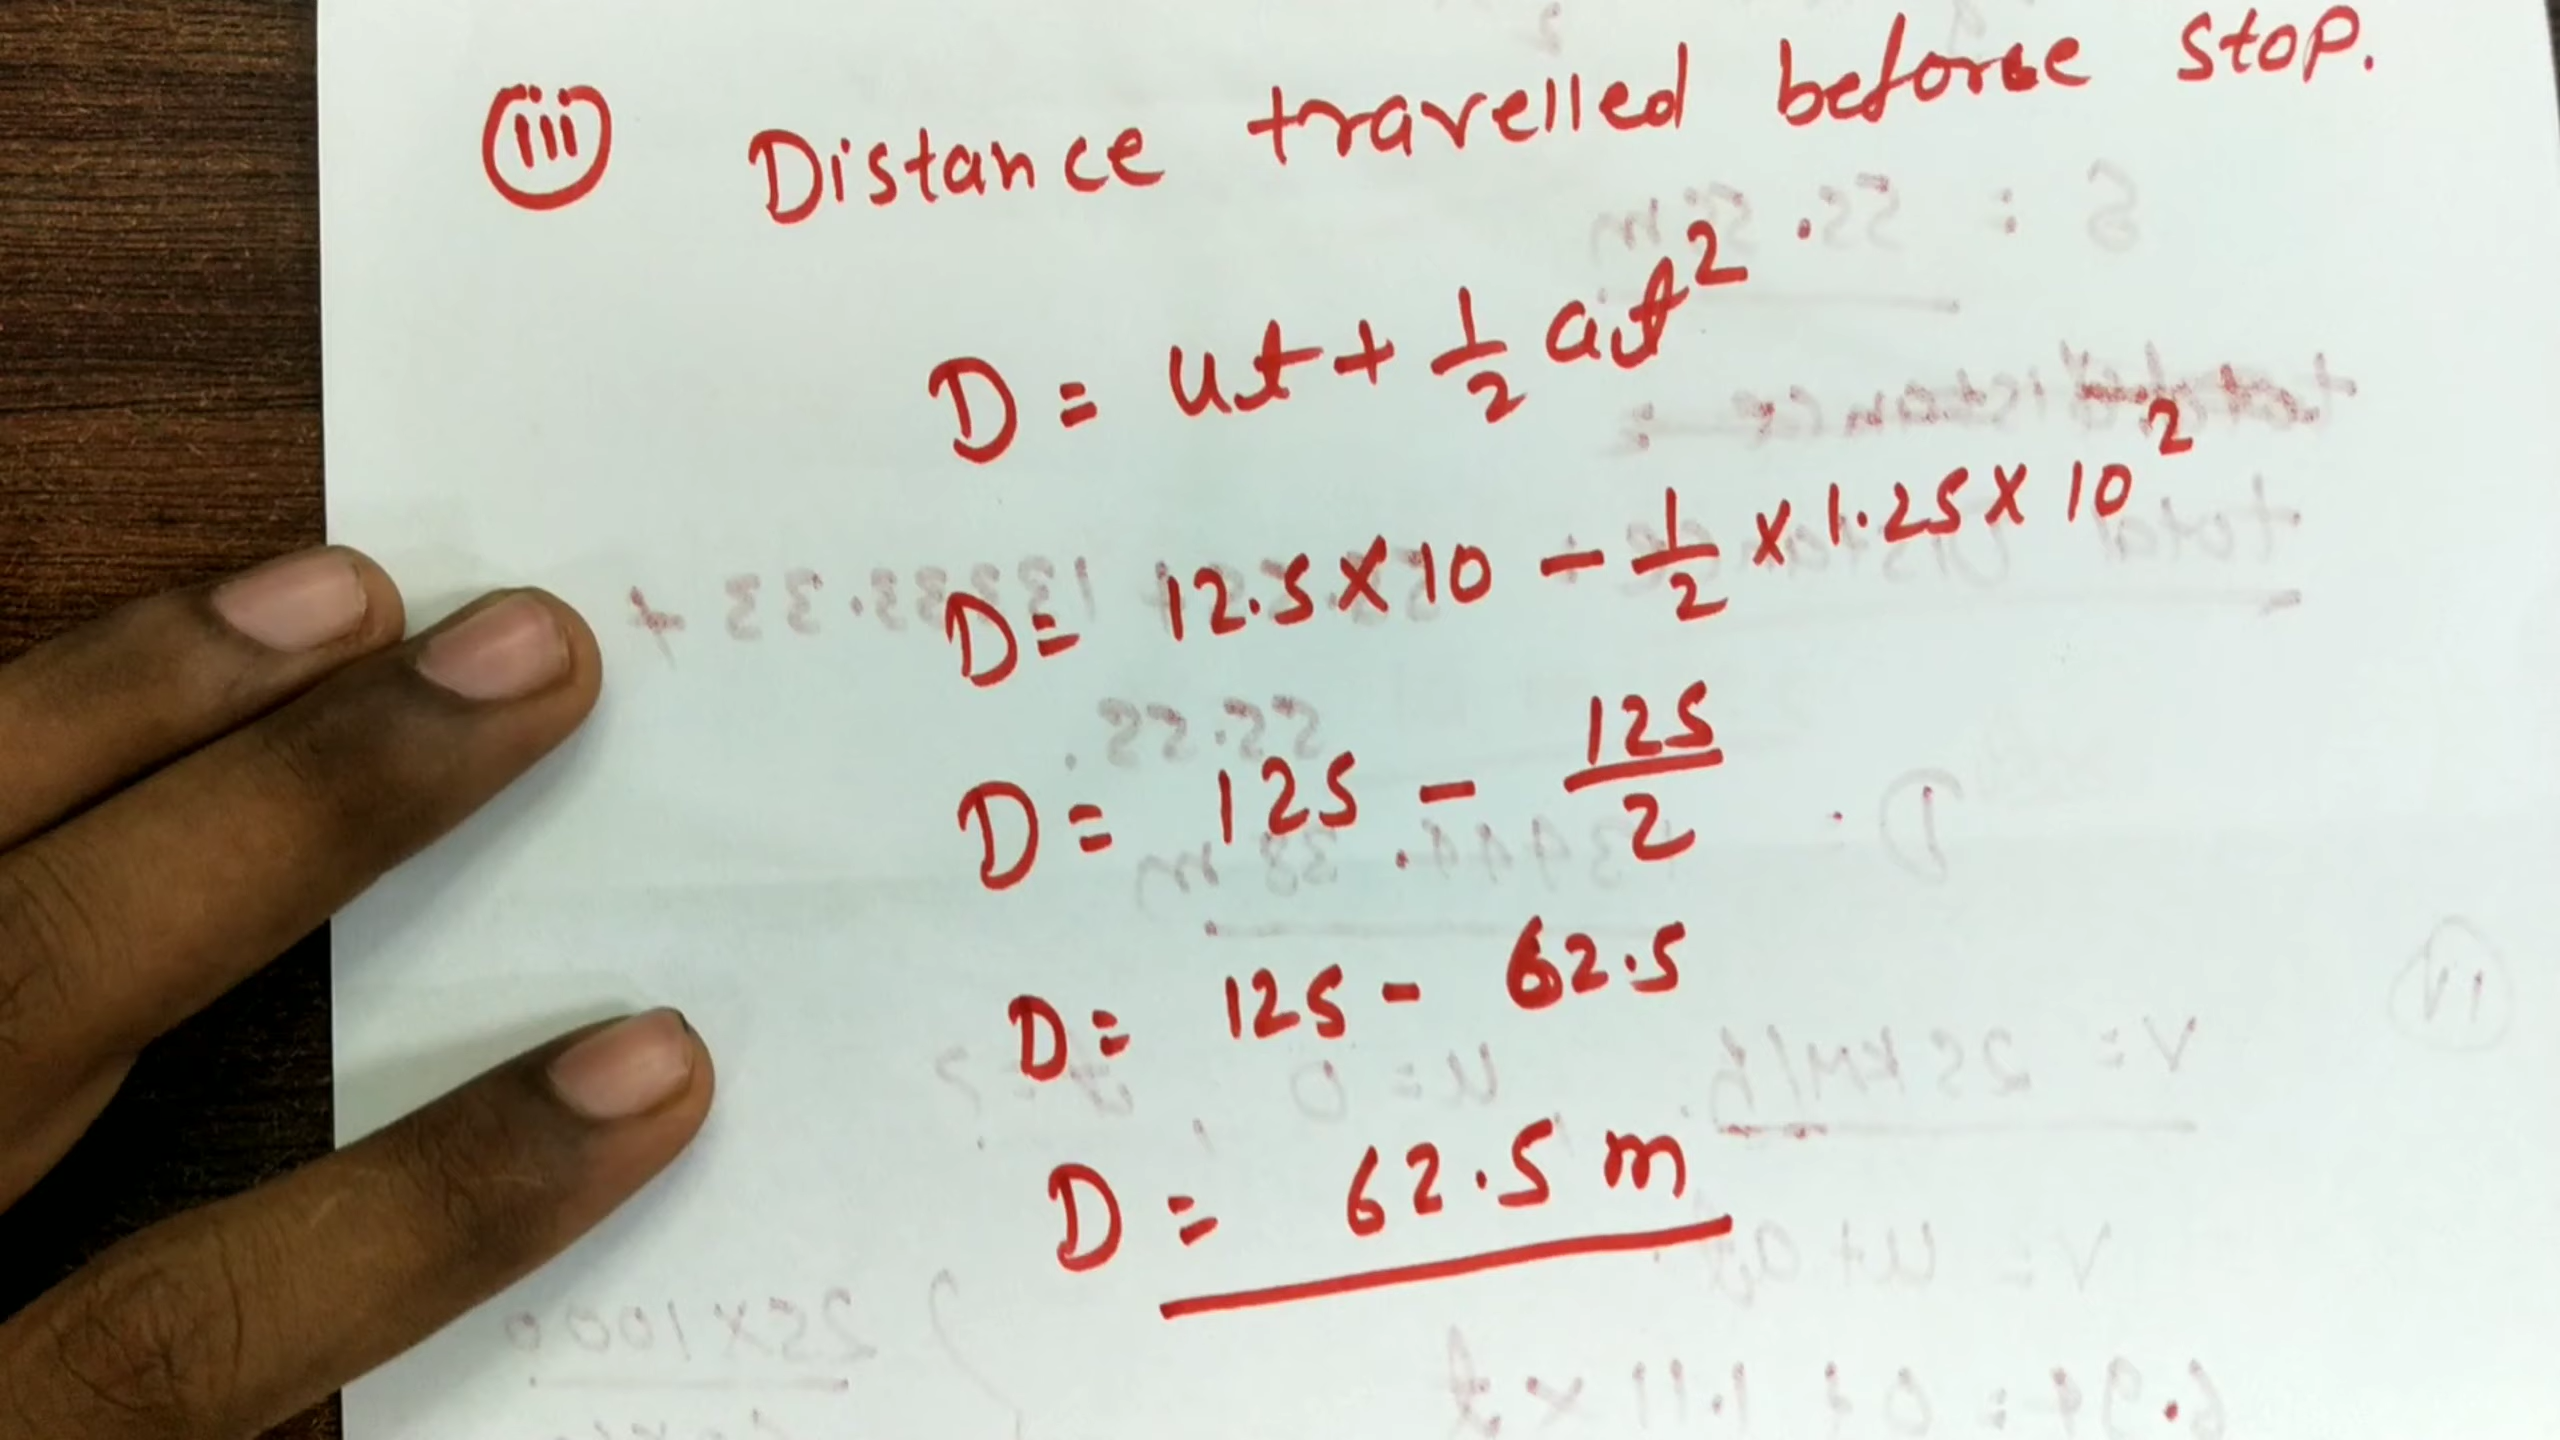 (iii) Distance travelled before stop.
D = ut + 1/2 at²
D = 12.5 × 10 - 1/2 × 1.25 × 10²
D = 125 - 125/2
D = 125 - 62.5
D = 62.5 m